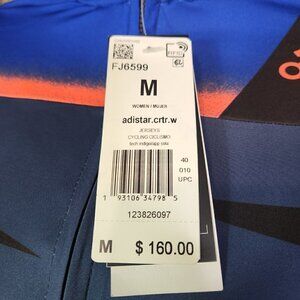 RFID
FJ6599
M
WOMEN / MUJER
adistar.crtr.w
JERSEYS
CYCLING CICLISMO
tech indigo/app sola
40
010
UPC
1 93106 34798 5
123826097
M $ 160.00